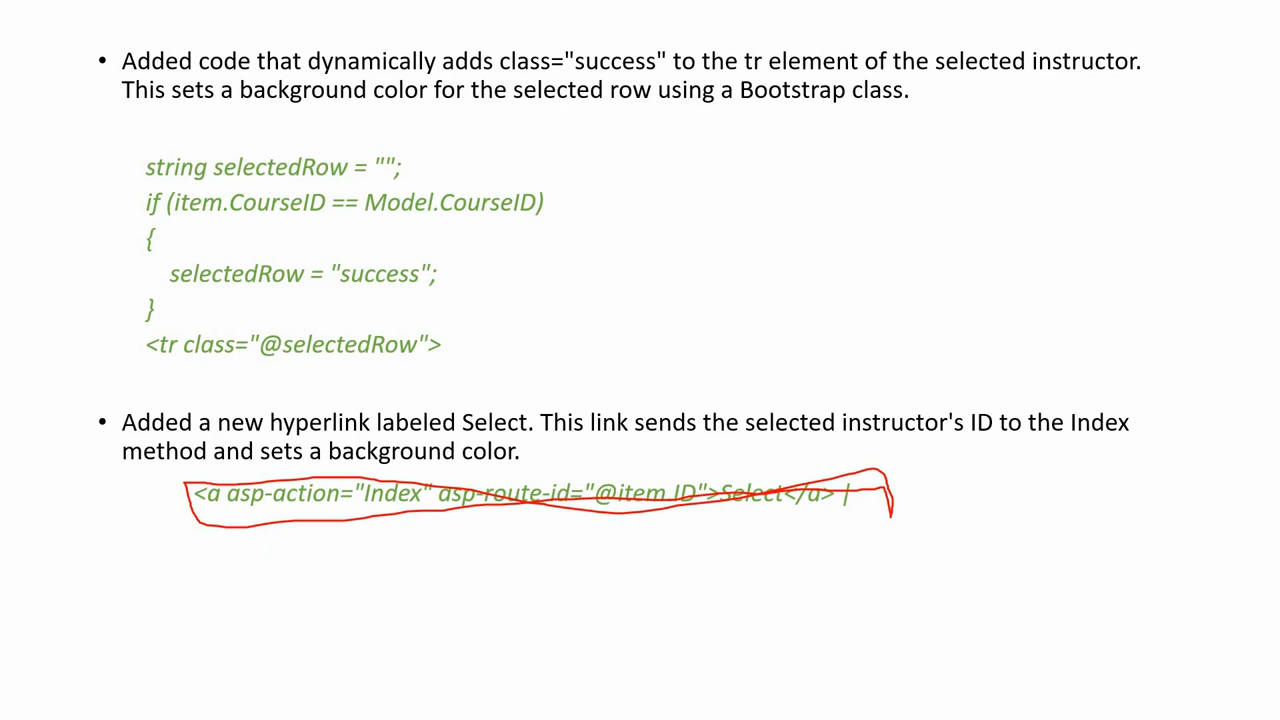 • Added code that dynamically adds class="success" to the tr element of the selected instructor.
This sets a background color for the selected row using a Bootstrap class.
string selectedRow = "";
if (item.CourseID == Model.CourseID)
{
selectedRow = "success";
}
<tr class="@selectedRow">
• Added a new hyperlink labeled Select. This link sends the selected instructor's ID to the Index
method and sets a background color.
<a asp-action="Index" asp-route-id="@item.ID">Select</a> |